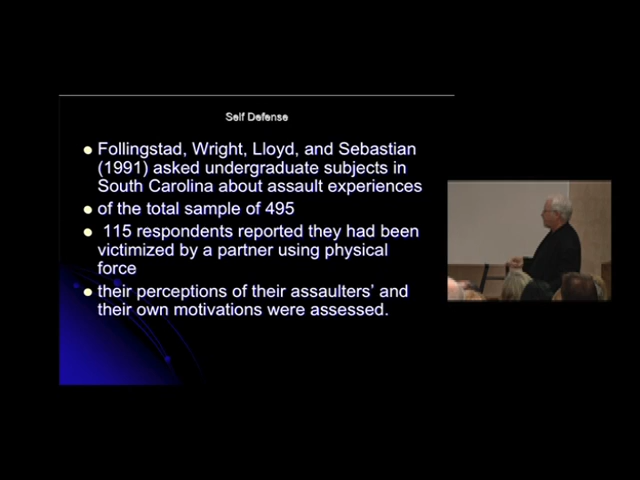 Self Defense
Follingstad, Wright, Lloyd, and Sebastian
(1991) asked undergraduate subjects in
South Carolina about assault experiences
of the total sample of 495
115 respondents reported they had been
victimized by a partner using physical
force
their perceptions of their assaulters’ and
their own motivations were assessed.